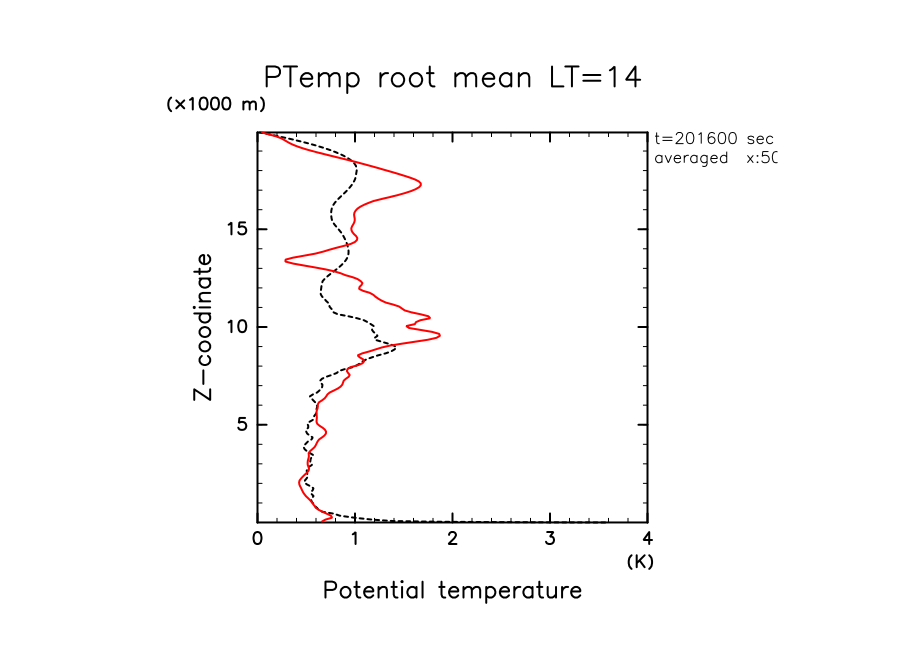 PTemp root mean LT=14
(×1000 m)
t=201600 sec
averaged x:50
15
10
5
Z-coodinate
0 1 2 3 4
(K)
Potential temperature